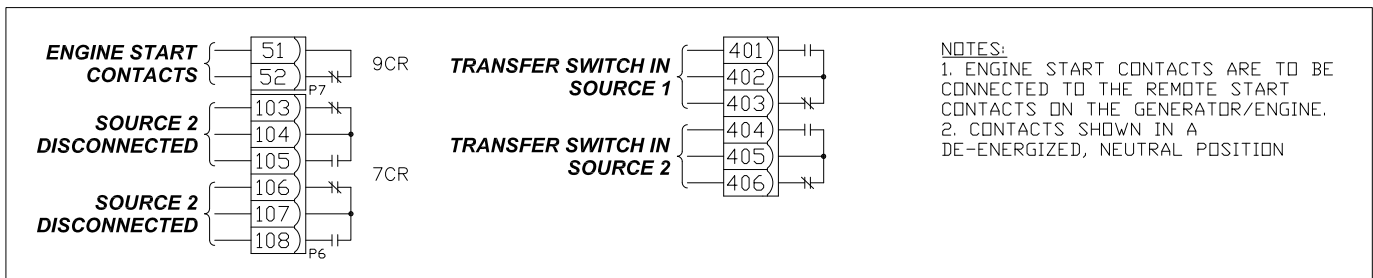 ENGINE START
CONTACTS
51
52
9CR
P7
SOURCE 2
DISCONNECTED
103
104
105
7CR
SOURCE 2
DISCONNECTED
106
107
108
P6
TRANSFER SWITCH IN
SOURCE 1
401
402
403
TRANSFER SWITCH IN
SOURCE 2
404
405
406
NOTES:
1. ENGINE START CONTACTS ARE TO BE
CONNECTED TO THE REMOTE START
CONTACTS ON THE GENERATOR/ENGINE.
2. CONTACTS SHOWN IN A
DE-ENERGIZED, NEUTRAL POSITION